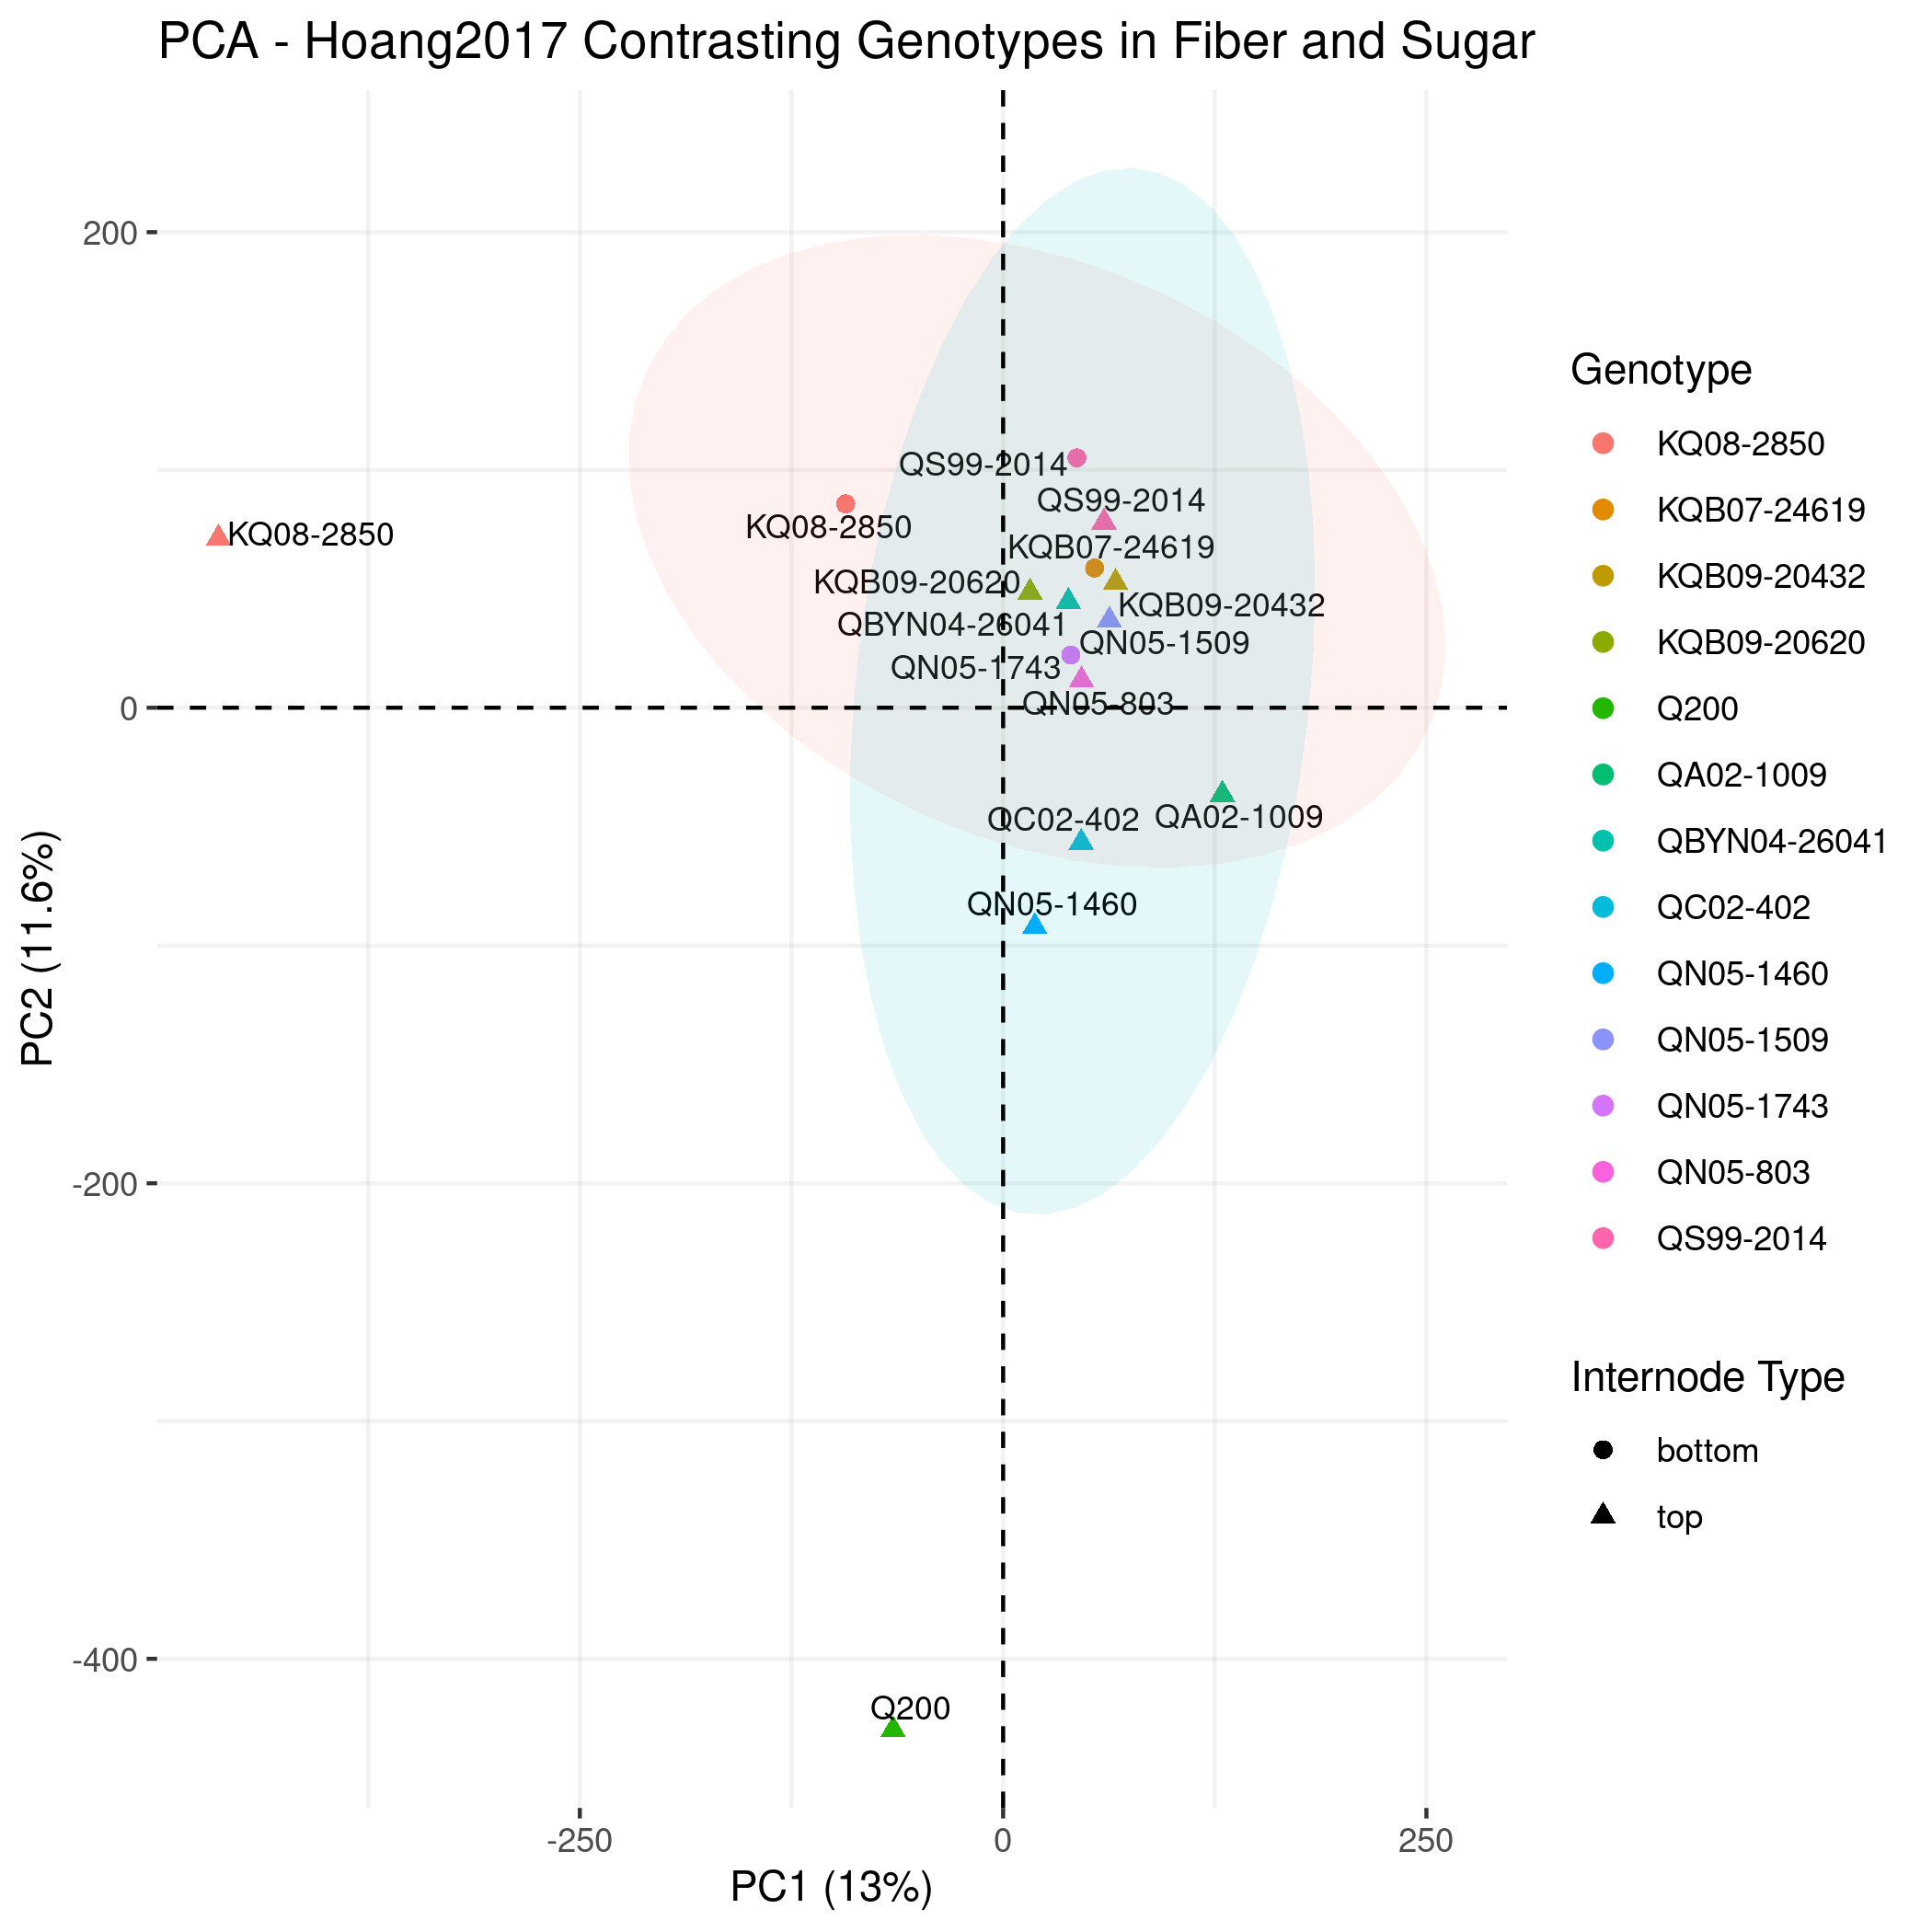 PCA - Hoang2017 Contrasting Genotypes in Fiber and Sugar
PC2 (11.6%)
200
0
-200
-400
QS99-2014
QS99-2014
KQ08-2850
KQ08-2850
KQB07-24619
KQB09-20620
KQB09-20432
QBYN04-26041
QN05-1509
QN05-1743
QN05-803
QC02-402
QA02-1009
QN05-1460
Q200
-250
0
250
PC1 (13%)
Genotype
KQ08-2850
KQB07-24619
KQB09-20432
KQB09-20620
Q200
QA02-1009
QBYN04-26041
QC02-402
QN05-1460
QN05-1509
QN05-1743
QN05-803
QS99-2014
Internode Type
bottom
top